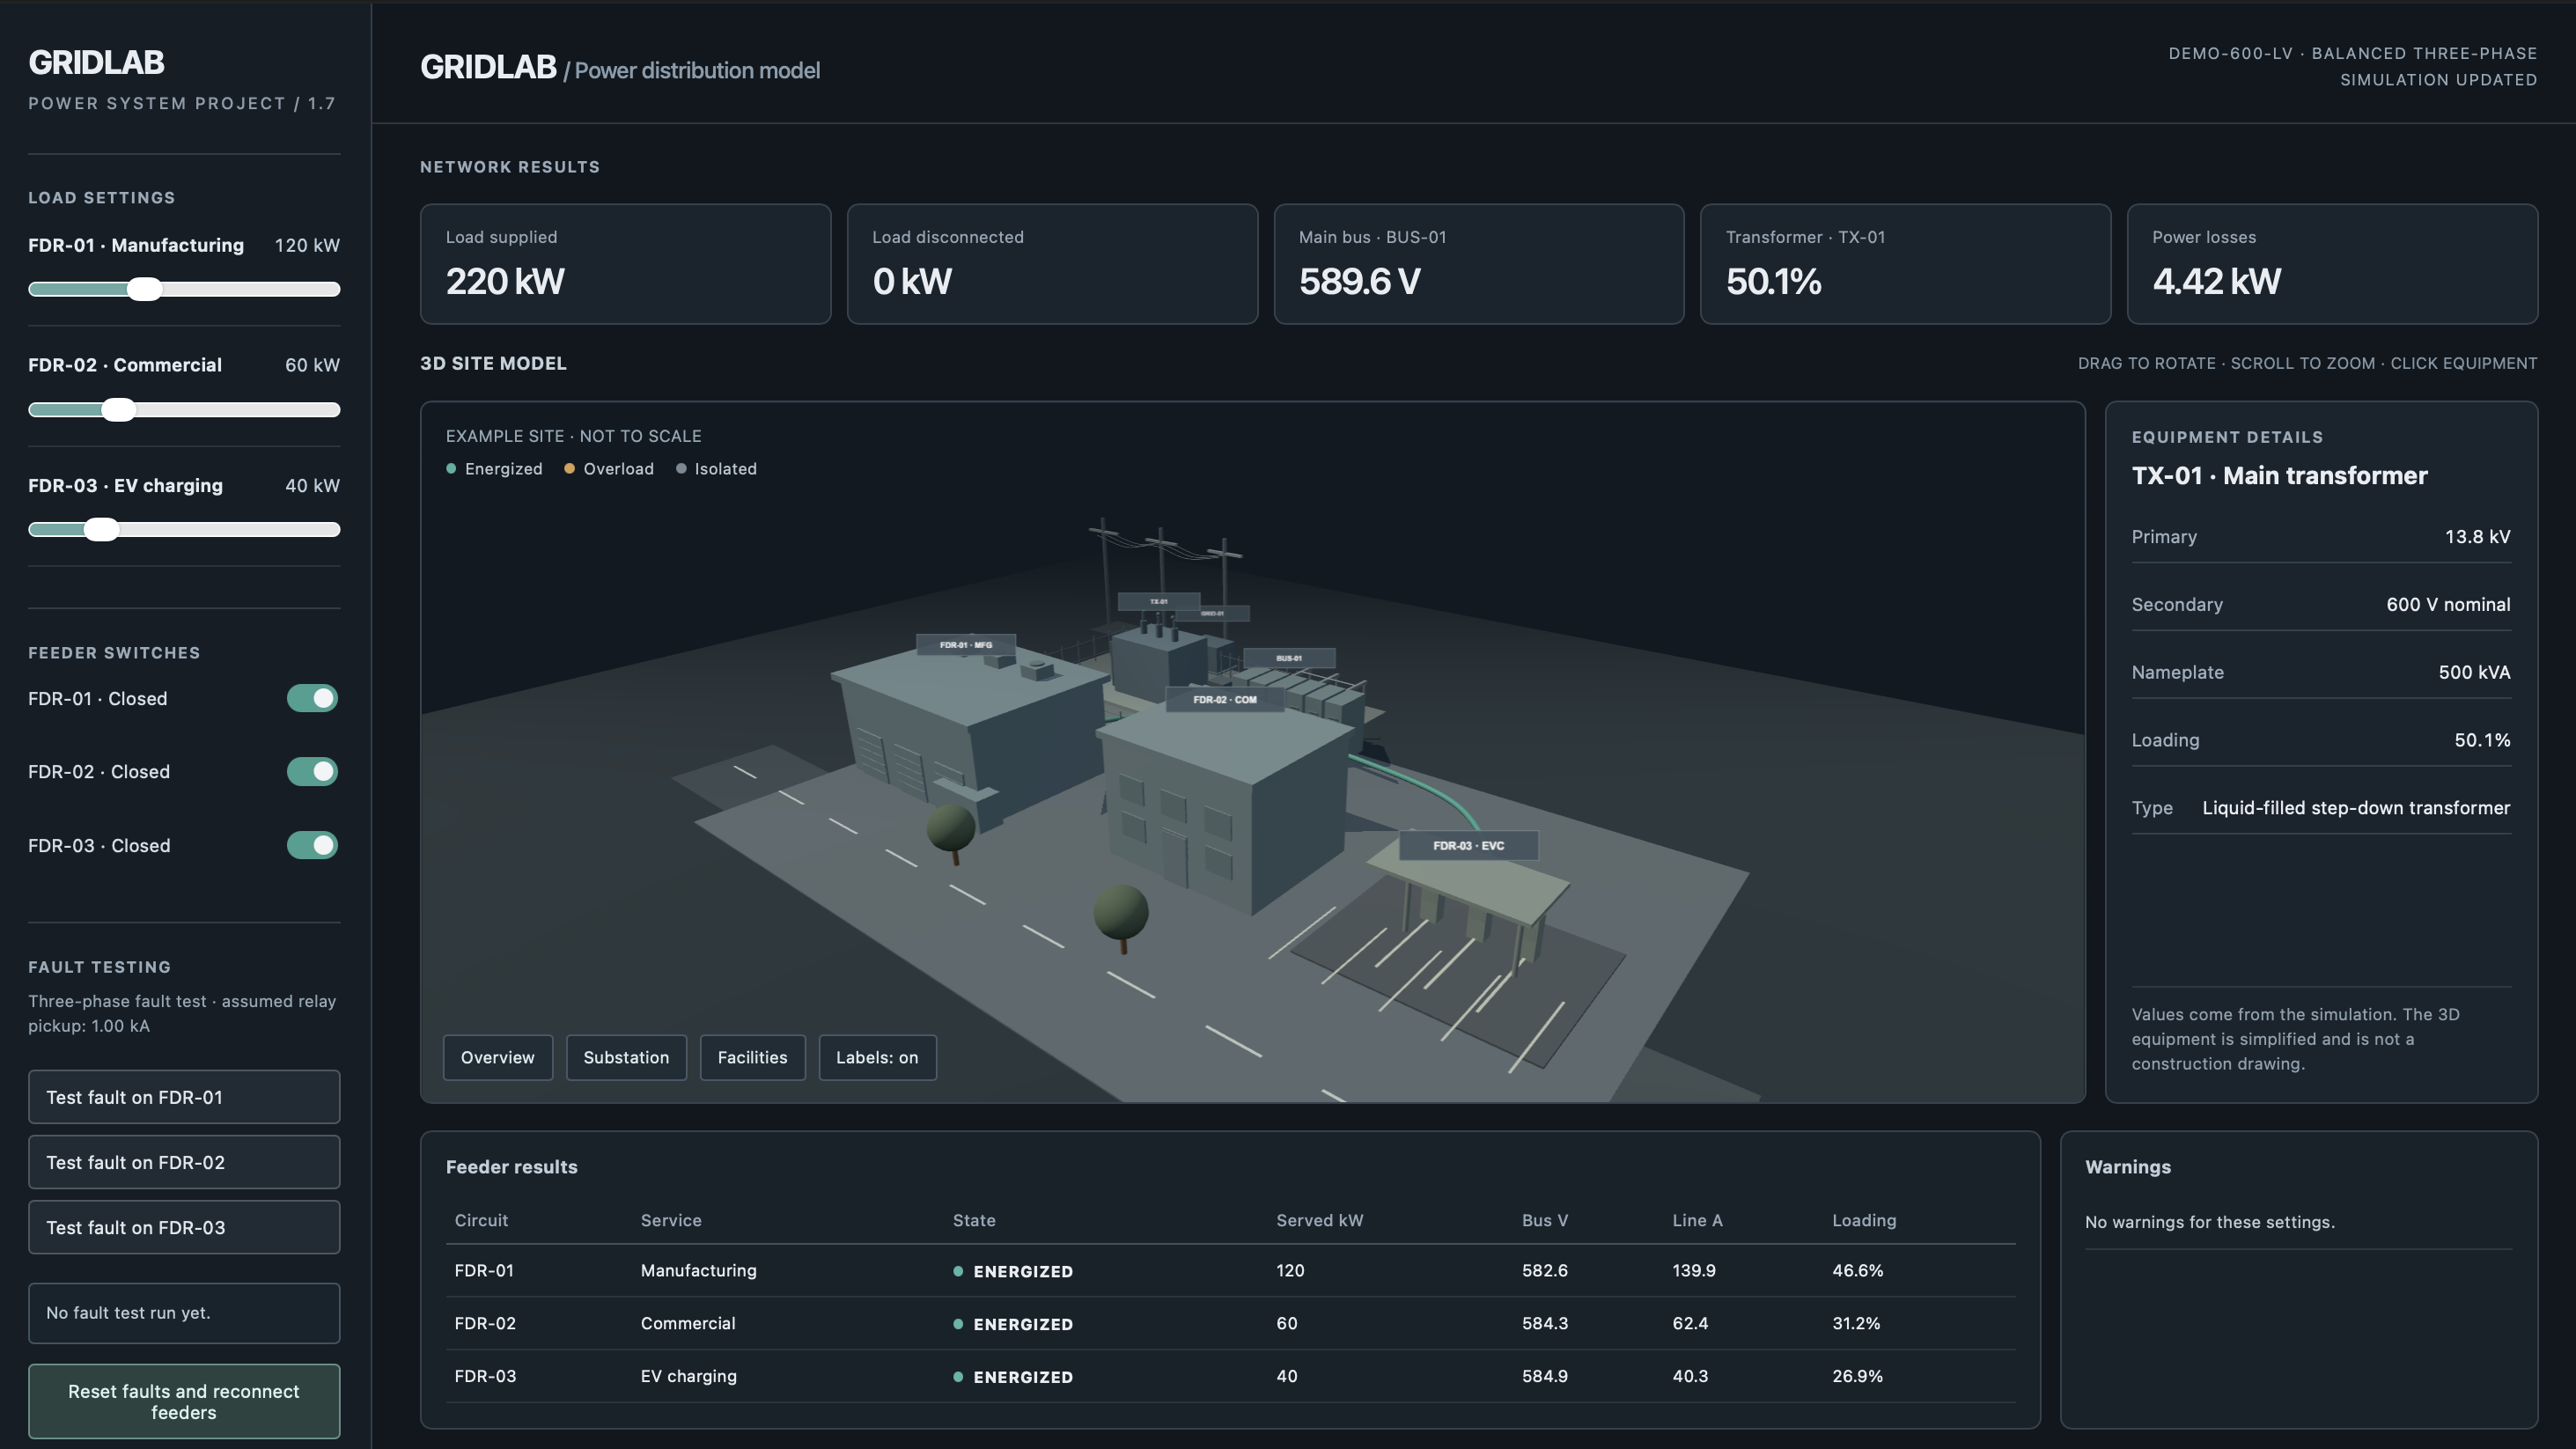 GRIDLAB
POWER SYSTEM PROJECT / 1.7
LOAD SETTINGS
FDR-01 · Manufacturing 120 kW
FDR-02 · Commercial 60 kW
FDR-03 · EV charging 40 kW
FEEDER SWITCHES
FDR-01 · Closed
FDR-02 · Closed
FDR-03 · Closed
FAULT TESTING
Three-phase fault test · assumed relay
pickup: 1.00 kA
Test fault on FDR-01
Test fault on FDR-02
Test fault on FDR-03
No fault test run yet.
Reset faults and reconnect
feeders
GRIDLAB / Power distribution model
DEMO-600-LV · BALANCED THREE-PHASE
SIMULATION UPDATED
NETWORK RESULTS
Load supplied
220 kW
Load disconnected
0 kW
Main bus · BUS-01
589.6 V
Transformer · TX-01
50.1%
Power losses
4.42 kW
3D SITE MODEL
DRAG TO ROTATE · SCROLL TO ZOOM · CLICK EQUIPMENT
EXAMPLE SITE · NOT TO SCALE
Energized Overload Isolated
TX-01
GRID-01
FDR-01 · MFG
BUS-01
FDR-02 · COM
FDR-03 · EVC
Overview Substation Facilities Labels: on
EQUIPMENT DETAILS
TX-01 · Main transformer
Primary 13.8 kV
Secondary 600 V nominal
Nameplate 500 kVA
Loading 50.1%
Type Liquid-filled step-down transformer
Values come from the simulation. The 3D
equipment is simplified and is not a
construction drawing.
Feeder results
Circuit Service State Served kW Bus V Line A Loading
FDR-01 Manufacturing ENERGIZED 120 582.6 139.9 46.6%
FDR-02 Commercial ENERGIZED 60 584.3 62.4 31.2%
FDR-03 EV charging ENERGIZED 40 584.9 40.3 26.9%
Warnings
No warnings for these settings.